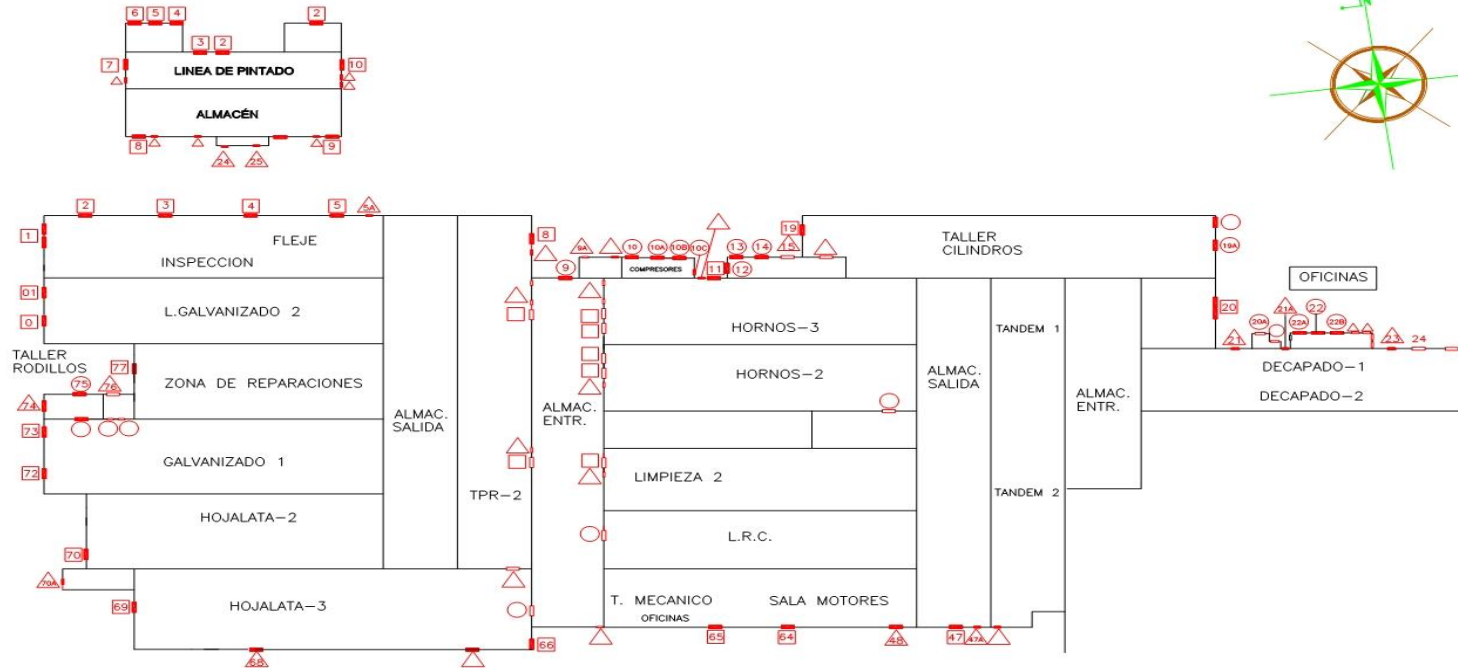 6 5 4 2
3 2
7 LINEA DE PINTADO 10
ALMACÉN
8 9
24 25
N
2 3 4 5 5A
1 FLEJE 8
INSPECCION
01 L.GALVANIZADO 2
0
TALLER
RODILLOS
77
ZONA DE REPARACIONES
75 76
74
73
GALVANIZADO 1
72
HOJALATA-2
70
70A
69 HOJALATA-3
68
66
ALMAC.
SALIDA
TPR-2
9 9A 10 10A 10B 10C
COMPRESORES
11 12 13 14 15
19 TALLER
CILINDROS
19A
20
ALMAC.
ENTR.
HORNOS-3
HORNOS-2
LIMPIEZA 2
L.R.C.
T. MECANICO SALA MOTORES
OFICINAS
65 64 48 47 47A
ALMAC.
SALIDA
TANDEM 1
TANDEM 2
ALMAC.
ENTR.
OFICINAS
21 20A 21A 22A 22 22B 23 24
DECAPADO-1
DECAPADO-2